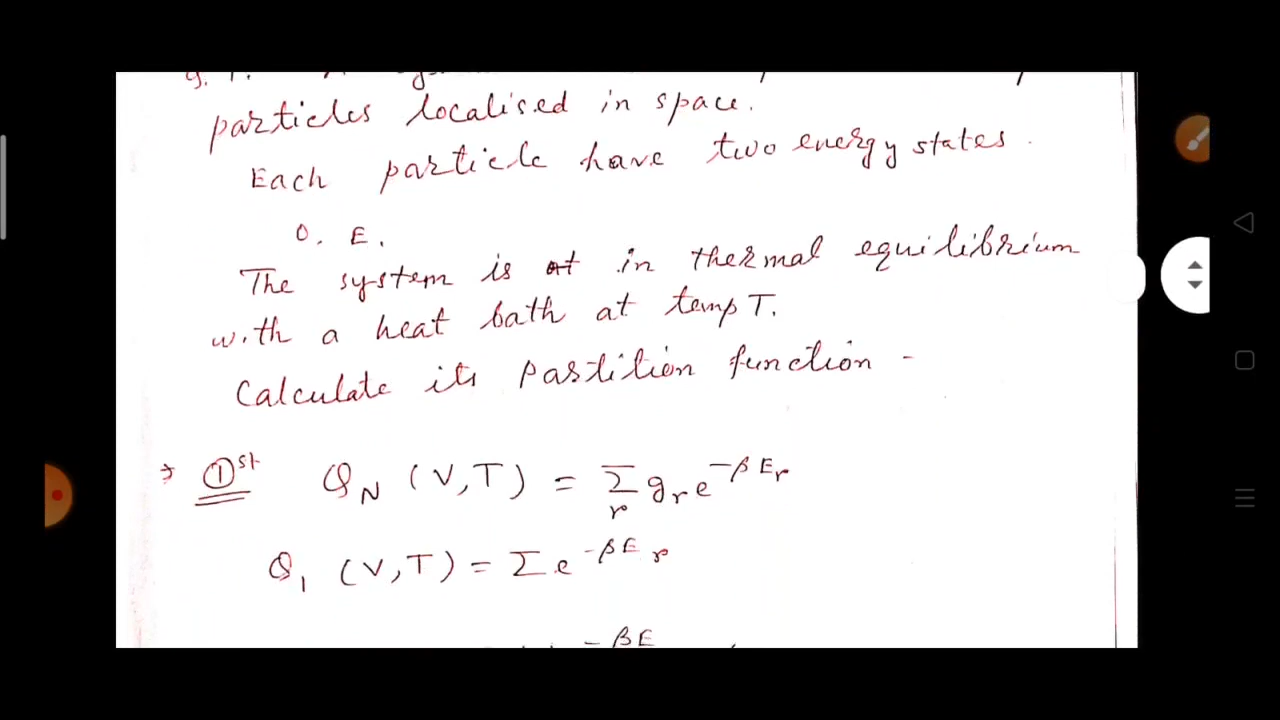 particles localised in space.
Each particle have two energy states.
0. E.
The system is at in thermal equilibrium
with a heat bath at temp T.
Calculate its partition function -
→ ①st Q_N (V,T) = Σ_r g_r e^{-βE_r}
Q_1 (V,T) = Σ e^{-βE_r}
- βE